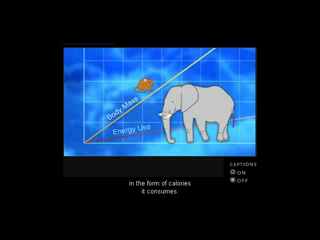 Body Mass
Energy Use
CAPTIONS
ON
OFF
in the form of calories
it consumes.